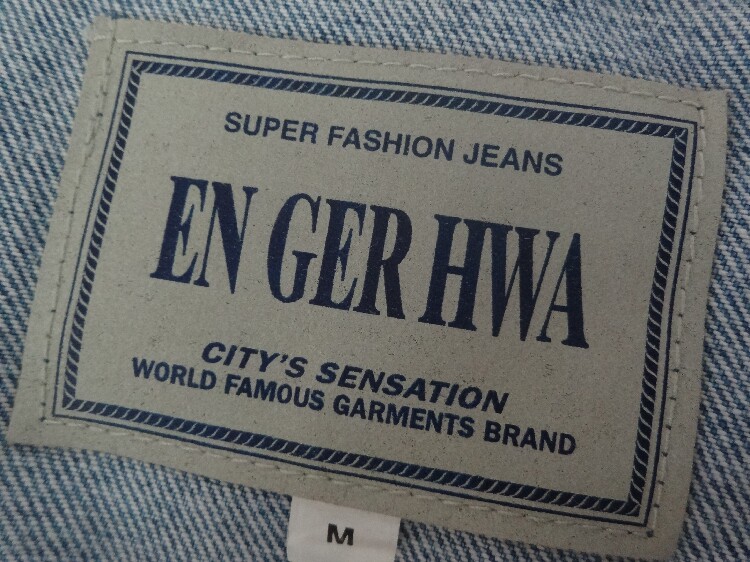 SUPER FASHION JEANS
EN GER HWA
CITY'S SENSATION
WORLD FAMOUS GARMENTS BRAND
M